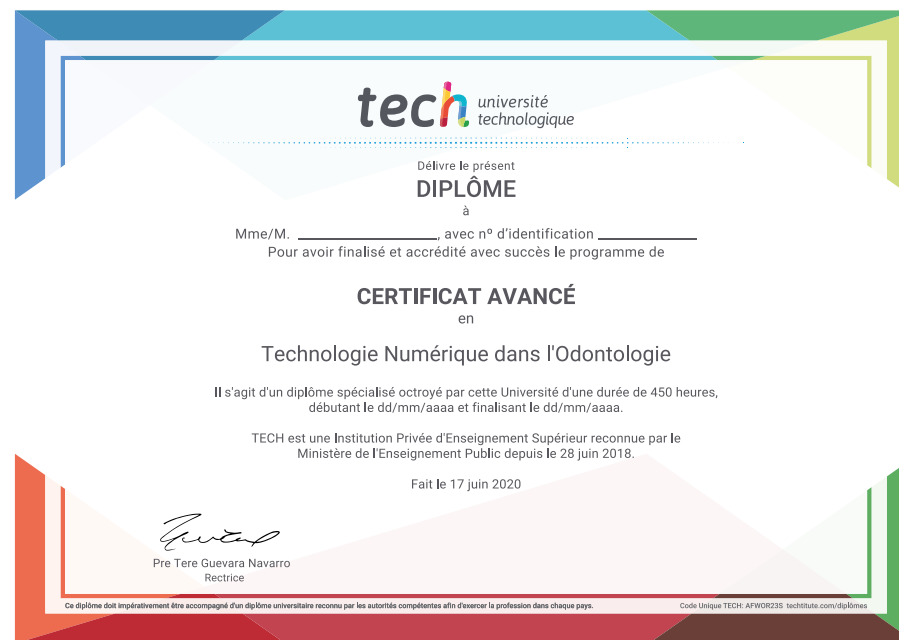 tech université
technologique
Délivre le présent
DIPLÔME
à
Mme/M. ____________________, avec nº d'identification ______________
Pour avoir finalisé et accrédité avec succès le programme de
CERTIFICAT AVANCÉ
en
Technologie Numérique dans l'Odontologie
Il s'agit d'un diplôme spécialisé octroyé par cette Université d'une durée de 450 heures,
débutant le dd/mm/aaaa et finalisant le dd/mm/aaaa.
TECH est une Institution Privée d'Enseignement Supérieur reconnue par le
Ministère de l'Enseignement Public depuis le 28 juin 2018.
Fait le 17 juin 2020
Pre Tere Guevara Navarro
Rectrice
Ce diplôme doit impérativement être accompagné d'un diplôme universitaire reconnu par les autorités compétentes afin d'exercer la profession dans chaque pays.
Code Unique TECH: AFWOR23S techtitute.com/diplômes